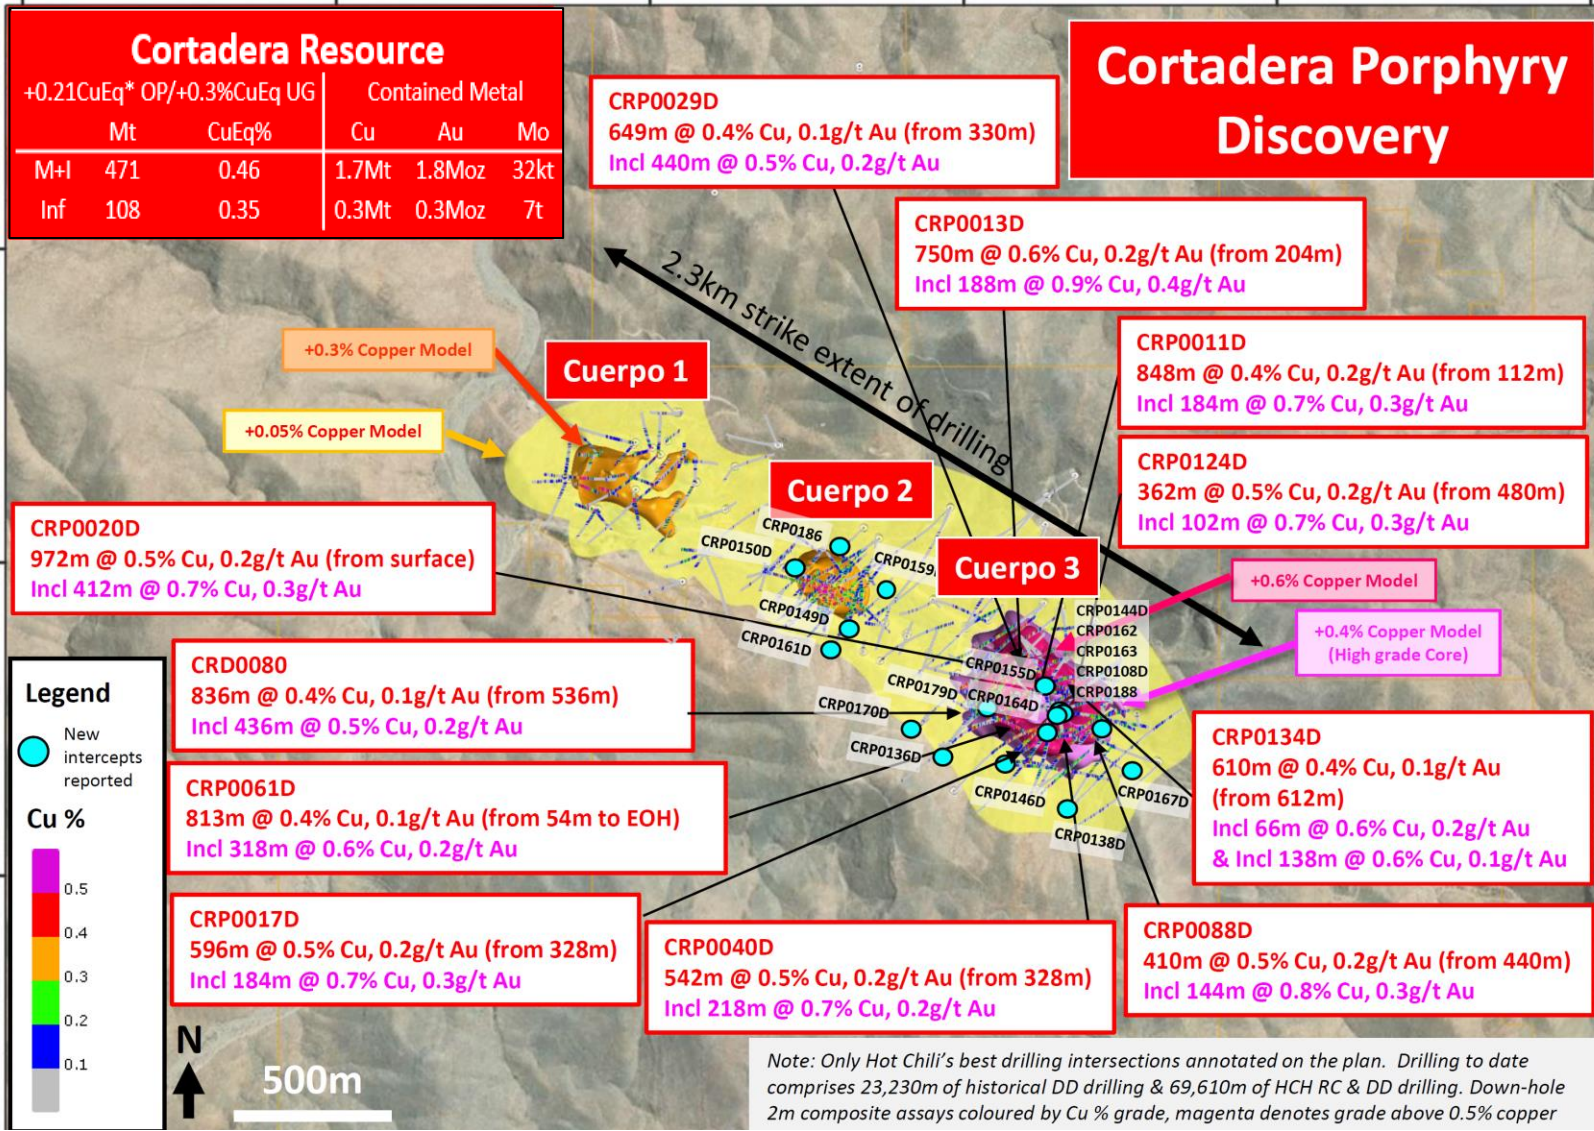 Cortadera Resource
+0.21CuEq* OP/+0.3%CuEq UG Contained Metal
Mt CuEq% Cu Au Mo
M+I 471 0.46 1.7Mt 1.8Moz 32kt
Inf 108 0.35 0.3Mt 0.3Moz 7t
Cortadera Porphyry
Discovery
CRP0029D
649m @ 0.4% Cu, 0.1g/t Au (from 330m)
Incl 440m @ 0.5% Cu, 0.2g/t Au
CRP0013D
750m @ 0.6% Cu, 0.2g/t Au (from 204m)
Incl 188m @ 0.9% Cu, 0.4g/t Au
2.3km strike extent of drilling
CRP0011D
848m @ 0.4% Cu, 0.2g/t Au (from 112m)
Incl 184m @ 0.7% Cu, 0.3g/t Au
+0.3% Copper Model
Cuerpo 1
+0.05% Copper Model
CRP0124D
362m @ 0.5% Cu, 0.2g/t Au (from 480m)
Incl 102m @ 0.7% Cu, 0.3g/t Au
Cuerpo 2
CRP0020D
972m @ 0.5% Cu, 0.2g/t Au (from surface)
Incl 412m @ 0.7% Cu, 0.3g/t Au
CRP0186
CRP0150D
CRP0159
Cuerpo 3
+0.6% Copper Model
CRP0149D
CRP0161D
CRP0144D
CRP0162
CRP0163
CRP0108D
CRP0188
+0.4% Copper Model
(High grade Core)
CRP0155D
CRP0179D
CRP0164D
CRP0170D
CRP0136D
CRP0146D
CRP0167D
CRP0138D
CRD0080
836m @ 0.4% Cu, 0.1g/t Au (from 536m)
Incl 436m @ 0.5% Cu, 0.2g/t Au
Legend
New
intercepts
reported
Cu %
0.5
0.4
0.3
0.2
0.1
CRP0134D
610m @ 0.4% Cu, 0.1g/t Au
(from 612m)
Incl 66m @ 0.6% Cu, 0.2g/t Au
& Incl 138m @ 0.6% Cu, 0.1g/t Au
CRP0061D
813m @ 0.4% Cu, 0.1g/t Au (from 54m to EOH)
Incl 318m @ 0.6% Cu, 0.2g/t Au
CRP0017D
596m @ 0.5% Cu, 0.2g/t Au (from 328m)
Incl 184m @ 0.7% Cu, 0.3g/t Au
CRP0040D
542m @ 0.5% Cu, 0.2g/t Au (from 328m)
Incl 218m @ 0.7% Cu, 0.2g/t Au
CRP0088D
410m @ 0.5% Cu, 0.2g/t Au (from 440m)
Incl 144m @ 0.8% Cu, 0.3g/t Au
N
500m
Note: Only Hot Chili's best drilling intersections annotated on the plan. Drilling to date
comprises 23,230m of historical DD drilling & 69,610m of HCH RC & DD drilling. Down-hole
2m composite assays coloured by Cu % grade, magenta denotes grade above 0.5% copper